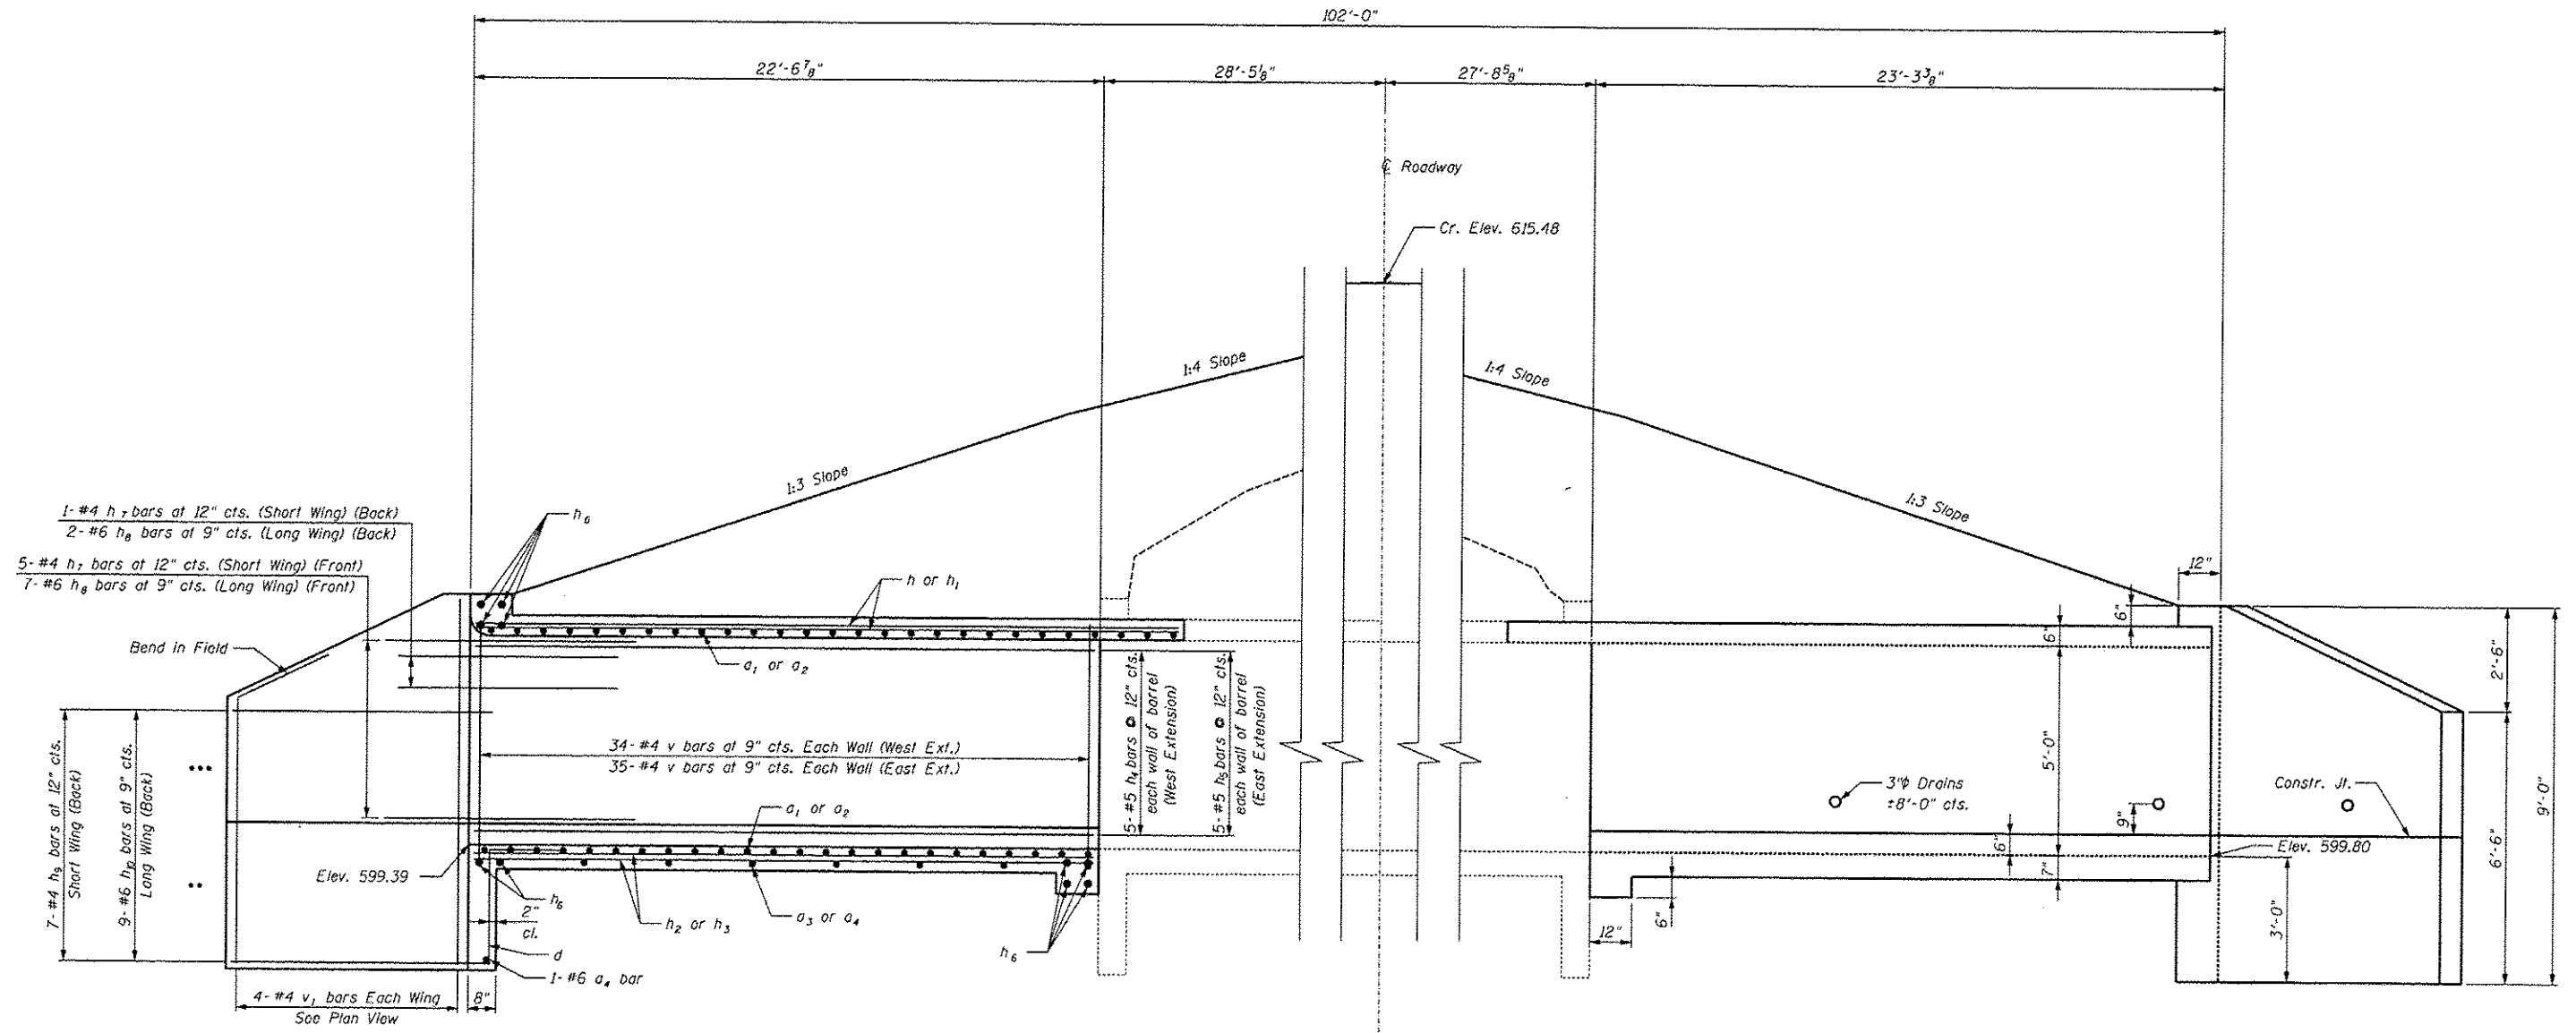 102'-0"
22'-6⅞"
28'-5⅛"
27'-8⅝"
23'-3⅜"
℄ Roadway
Cr. Elev. 615.48
1:4 Slope
1:4 Slope
1:3 Slope
1:3 Slope
1- #4 h7 bars at 12" cts. (Short Wing) (Back)
2- #6 h8 bars at 9" cts. (Long Wing) (Back)
5- #4 h7 bars at 12" cts. (Short Wing) (Front)
7- #6 h8 bars at 9" cts. (Long Wing) (Front)
h6
h or h1
12"
6"
6"
2'-6"
Bend in Field
a1 or a2
5- #5 h4 bars @ 12" cts.
each wall of barrel
(West Extension)
5- #5 h5 bars @ 12" cts.
each wall of barrel
(East Extension)
34- #4 v bars at 9" cts. Each Wall (West Ext.)
35- #4 v bars at 9" cts. Each Wall (East Ext.)
7- #4 h9 bars at 12" cts.
Short Wing (Back)
9- #6 h10 bars at 9" cts.
Long Wing (Back)
5'-0"
9'-0"
3"ϕ Drains
±8'-0" cts.
Constr. Jt.
9"
a1 or a2
6"
Elev. 599.80
6'-6"
Elev. 599.39
7"
h6
2"
cl.
h2 or h3
a3 or a4
h6
6"
12"
3'-0"
d
1- #6 a4 bar
4- #4 v1 bars Each Wing
See Plan View
8"